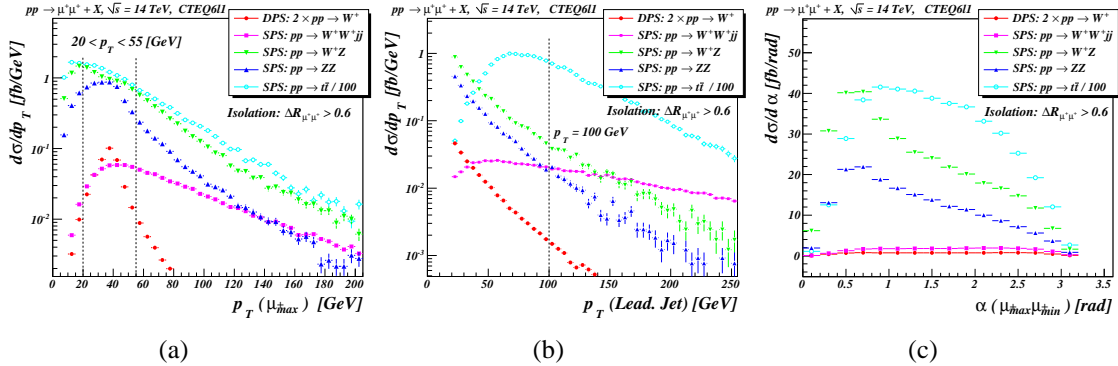 pp → μ⁺μ⁺ + X, √s = 14 TeV, CTEQ6l1
DPS: 2 × pp → W⁺
SPS: pp → W⁺W⁺jj
SPS: pp → W⁺Z
SPS: pp → ZZ
SPS: pp → tt̄ / 100
20 < p_T < 55 [GeV]
Isolation: ΔR_μ⁺μ⁺ > 0.6
dσ/dp_T [fb/GeV]
1
10⁻¹
10⁻²
0 20 40 60 80 100 120 140 160 180 200
p_T (μ⁺_max) [GeV]
(a)
pp → μ⁺μ⁺ + X, √s = 14 TeV, CTEQ6l1
DPS: 2 × pp → W⁺
SPS: pp → W⁺W⁺jj
SPS: pp → W⁺Z
SPS: pp → ZZ
SPS: pp → tt̄ / 100
Isolation: ΔR_μ⁺μ⁺ > 0.6
p_T = 100 GeV
dσ/dp_T [fb/GeV]
1
10⁻¹
10⁻²
10⁻³
0 50 100 150 200 250
p_T (Lead. Jet) [GeV]
(b)
pp → μ⁺μ⁺ + X, √s = 14 TeV, CTEQ6l1
DPS: 2 × pp → W⁺
SPS: pp → W⁺W⁺jj
SPS: pp → W⁺Z
SPS: pp → ZZ
SPS: pp → tt̄ / 100
Isolation: ΔR_μ⁺μ⁺ > 0.6
dσ/d α [fb/rad]
50
40
30
20
10
0
0 0.5 1 1.5 2 2.5 3 3.5
α (μ⁺_max μ⁺_min) [rad]
(c)